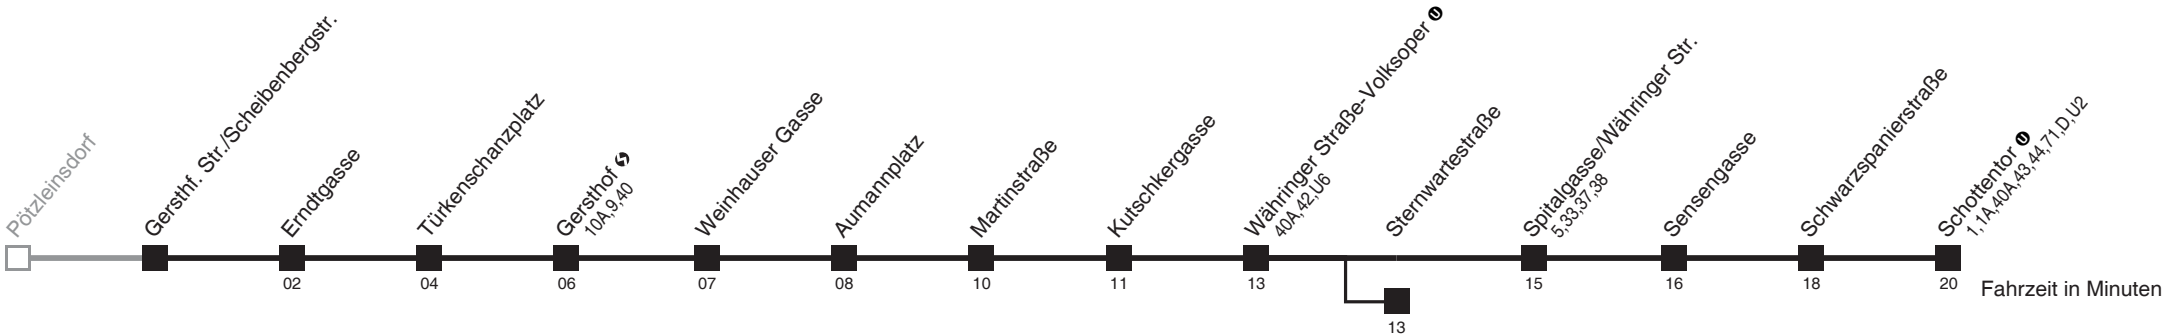 Pötzleinsdorf
Gersthf. Str./Scheibenbergstr.
Erndtgasse
02
Türkenschanzplatz
04
Gersthof S
10A,9,40
06
Weinhauser Gasse
07
Aumannplatz
08
Martinstraße
10
Kutschkergasse
11
Währinger Straße-Volksoper U
40A,42,U6
13
Sternwartestraße
13
Spitalgasse/Währinger Str.
5,33,37,38
15
Sensengasse
16
Schwarzspanierstraße
18
Schottentor U
1,1A,40A,43,44,71,D,U2
20
Fahrzeit in Minuten